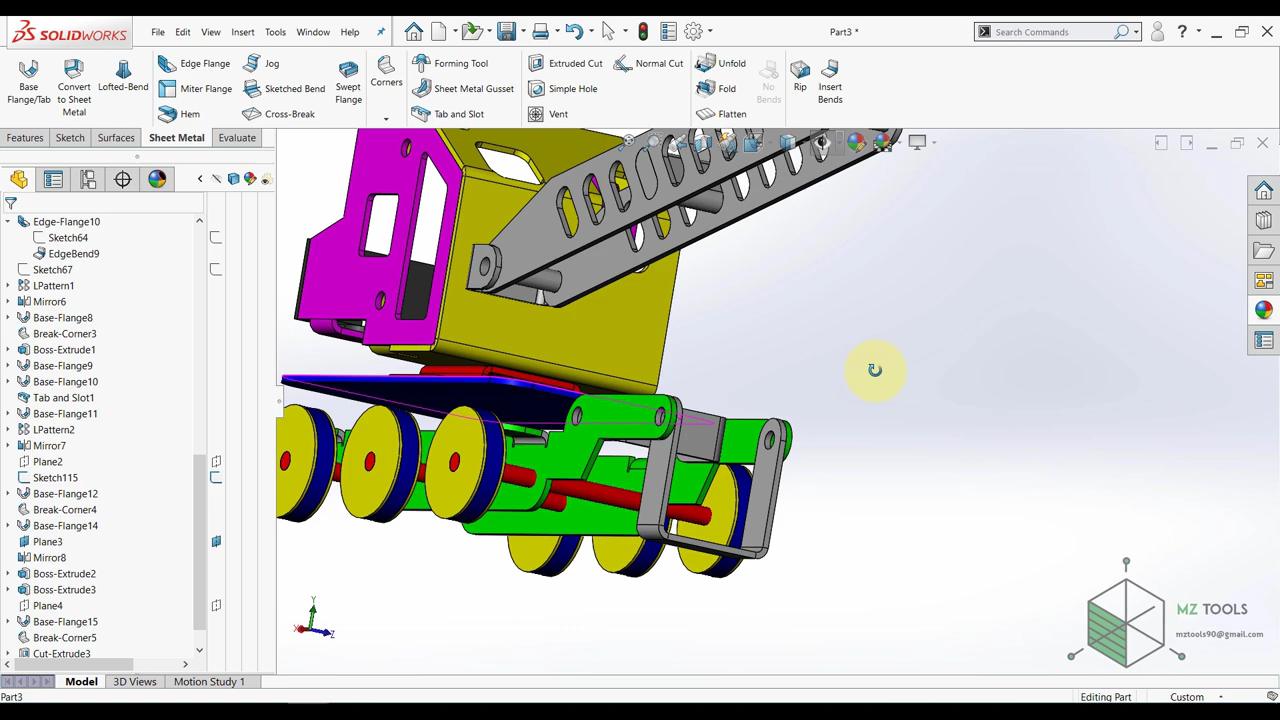 SOLIDWORKS
File
Edit
View
Insert
Tools
Window
Help
Part3 *
Search Commands
?
Base Flange/Tab
Convert to Sheet Metal
Lofted-Bend
Edge Flange
Miter Flange
Hem
Jog
Sketched Bend
Cross-Break
Swept Flange
Corners
Forming Tool
Sheet Metal Gusset
Tab and Slot
Extruded Cut
Simple Hole
Vent
Normal Cut
Unfold
Fold
Flatten
No Bends
Rip
Insert Bends
Features
Sketch
Surfaces
Sheet Metal
Evaluate
Edge-Flange10
Sketch64
EdgeBend9
Sketch67
LPattern1
Mirror6
Base-Flange8
Break-Corner3
Boss-Extrude1
Base-Flange9
Base-Flange10
Tab and Slot1
Base-Flange11
LPattern2
Mirror7
Plane2
Sketch115
Base-Flange12
Break-Corner4
Base-Flange14
Plane3
Mirror8
Boss-Extrude2
Boss-Extrude3
Plane4
Base-Flange15
Break-Corner5
Cut-Extrude3
Y
X
Z
MZ TOOLS
mztools90@gmail.com
Model
3D Views
Motion Study 1
Part3
Editing Part
Custom